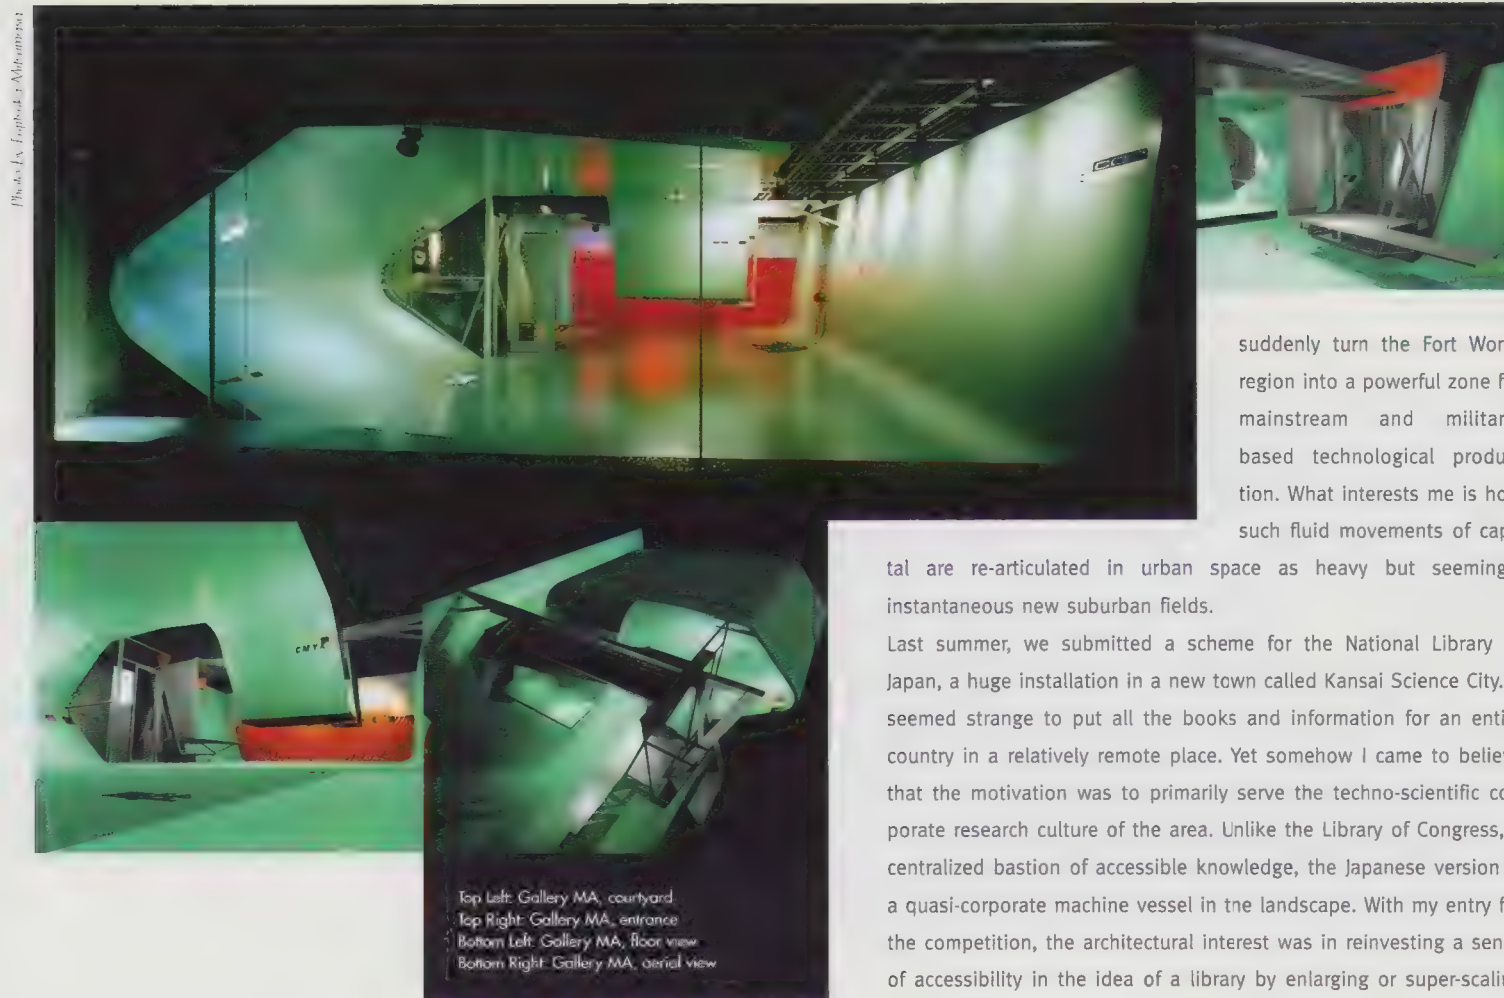 suddenly turn the Fort Wor
region into a powerful zone f
mainstream and militar
based technological produ
tion. What interests me is ho
such fluid movements of cap
tal are re-articulated in urban space as heavy but seeming
instantaneous new suburban fields.
Last summer, we submitted a scheme for the National Library
Japan, a huge installation in a new town called Kansai Science City.
seemed strange to put all the books and information for an enti
country in a relatively remote place. Yet somehow I came to believ
that the motivation was to primarily serve the techno-scientific co
porate research culture of the area. Unlike the Library of Congress,
centralized bastion of accessible knowledge, the Japanese version
a quasi-corporate machine vessel in the landscape. With my entry f
the competition, the architectural interest was in reinvesting a sen
of accessibility in the idea of a library by enlarging or super-scalin
CMYK
Top Left: Gallery MA, courtyard
Top Right: Gallery MA, entrance
Bottom Left: Gallery MA, floor view
Bottom Right: Gallery MA, aerial view